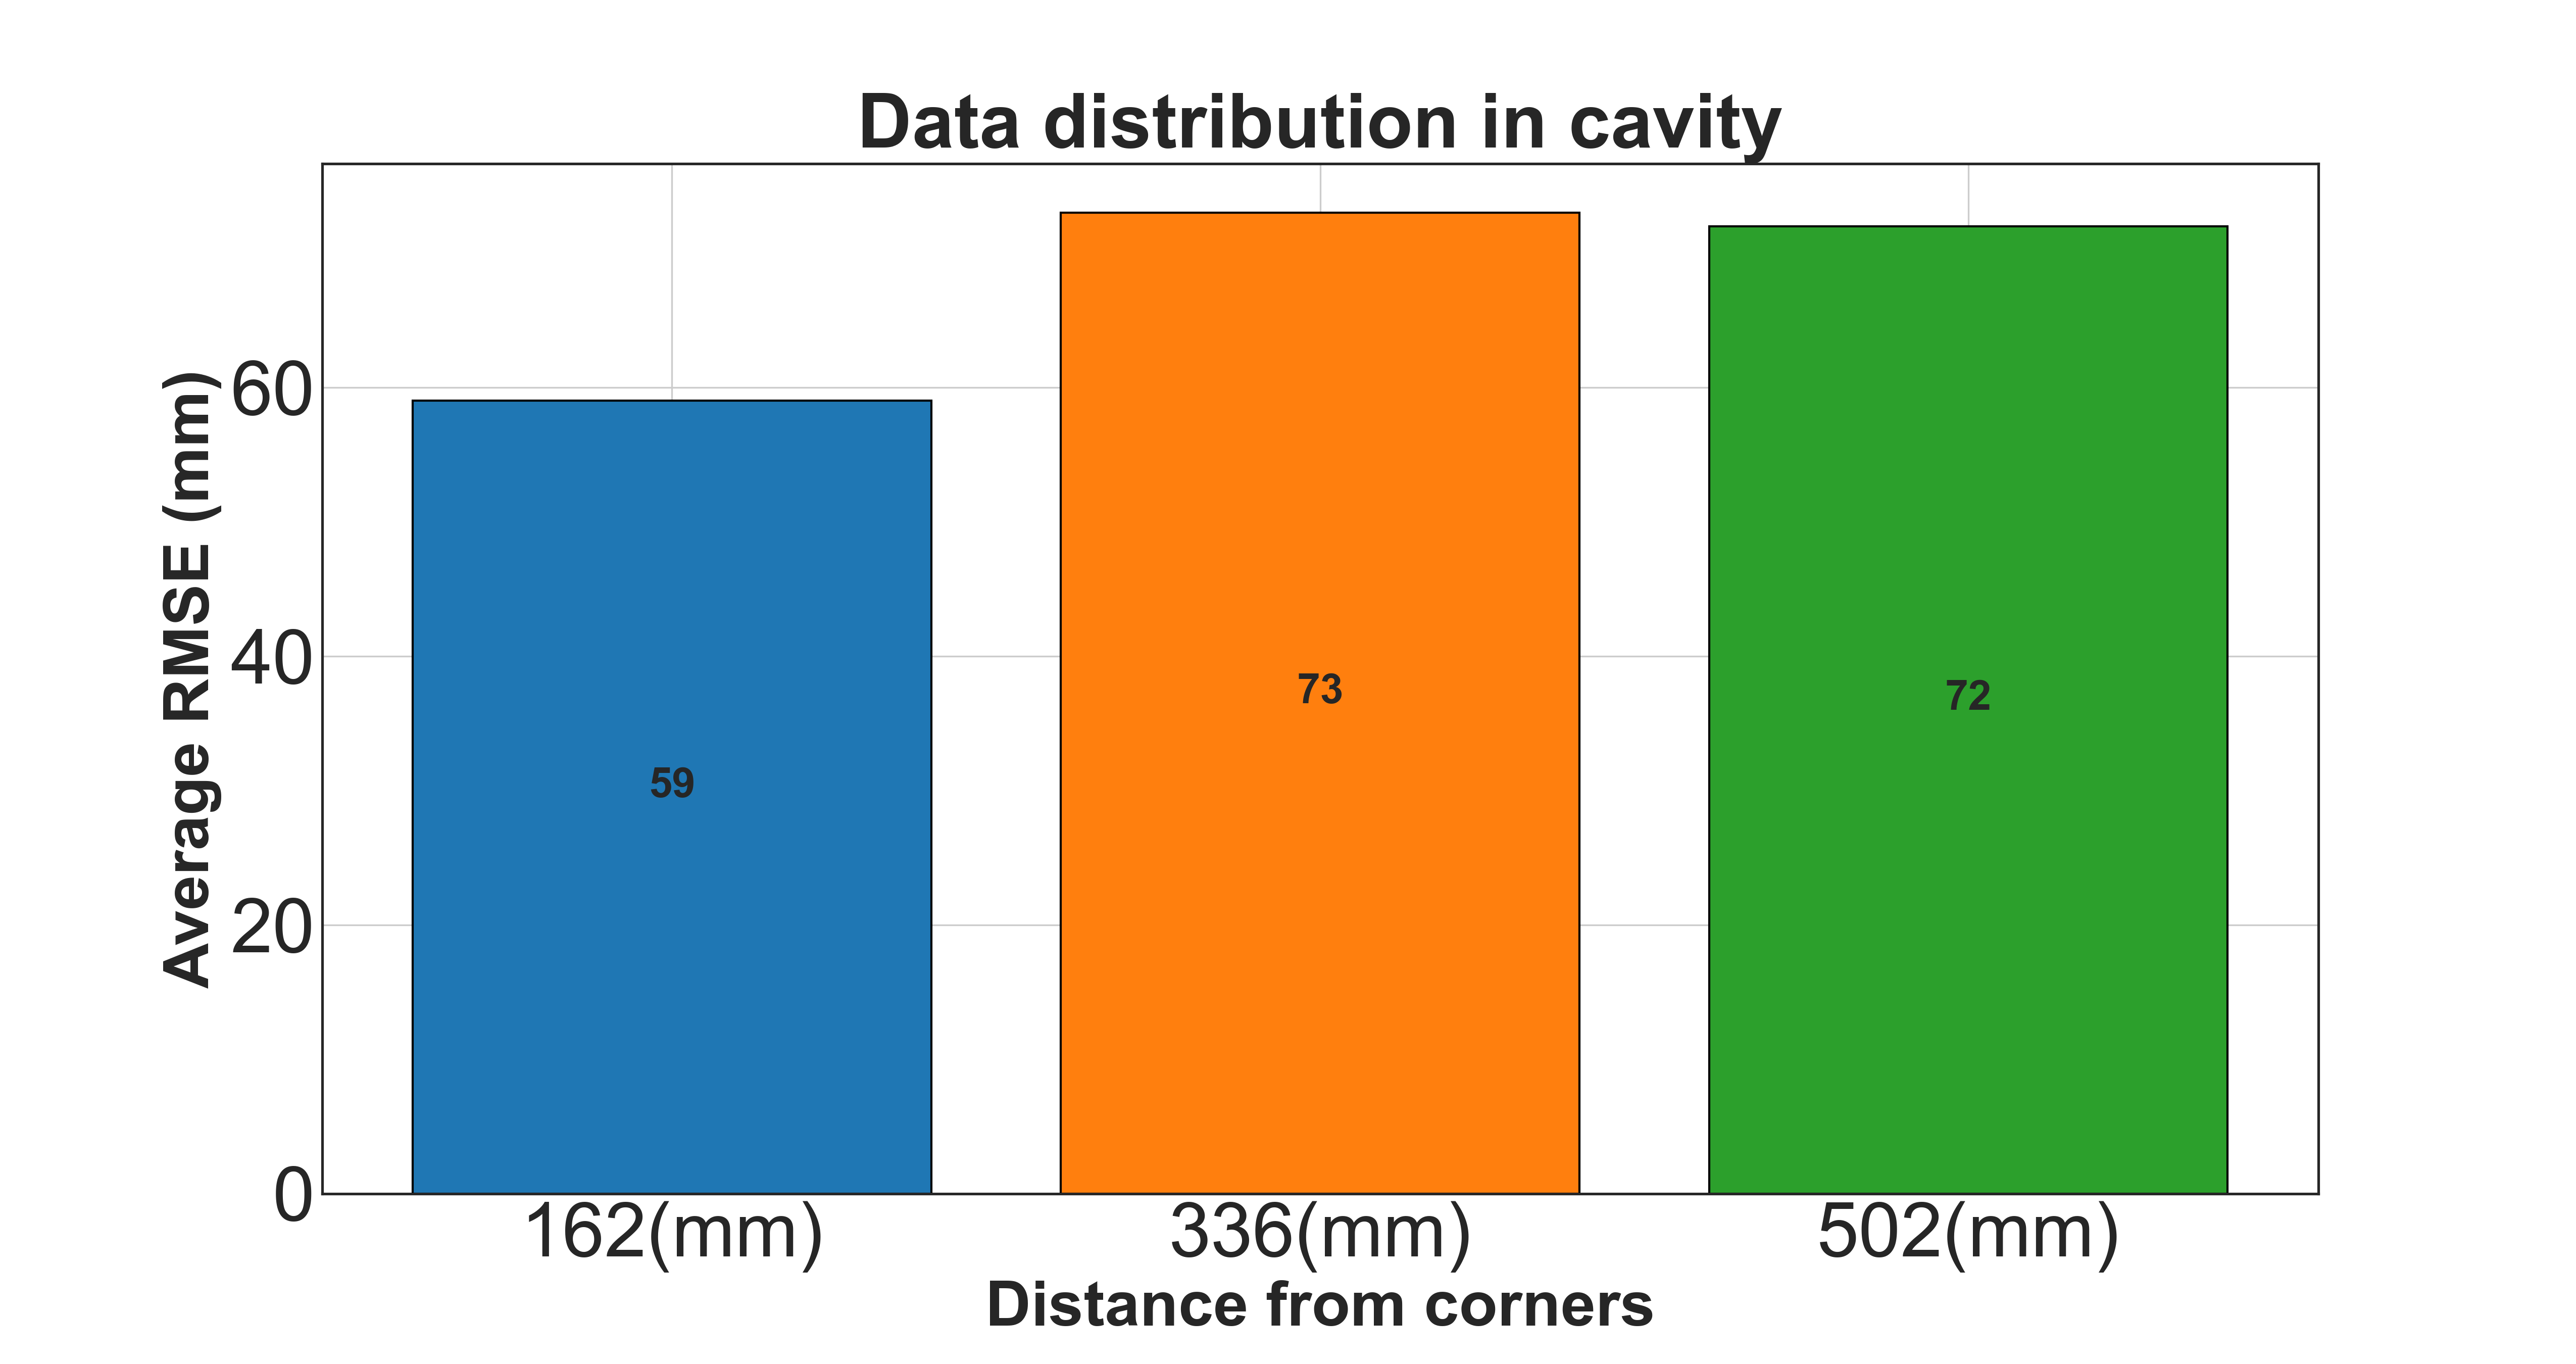 Data distribution in cavity
Average RMSE (mm)
60
40
20
0
59
73
72
162(mm)
336(mm)
502(mm)
Distance from corners